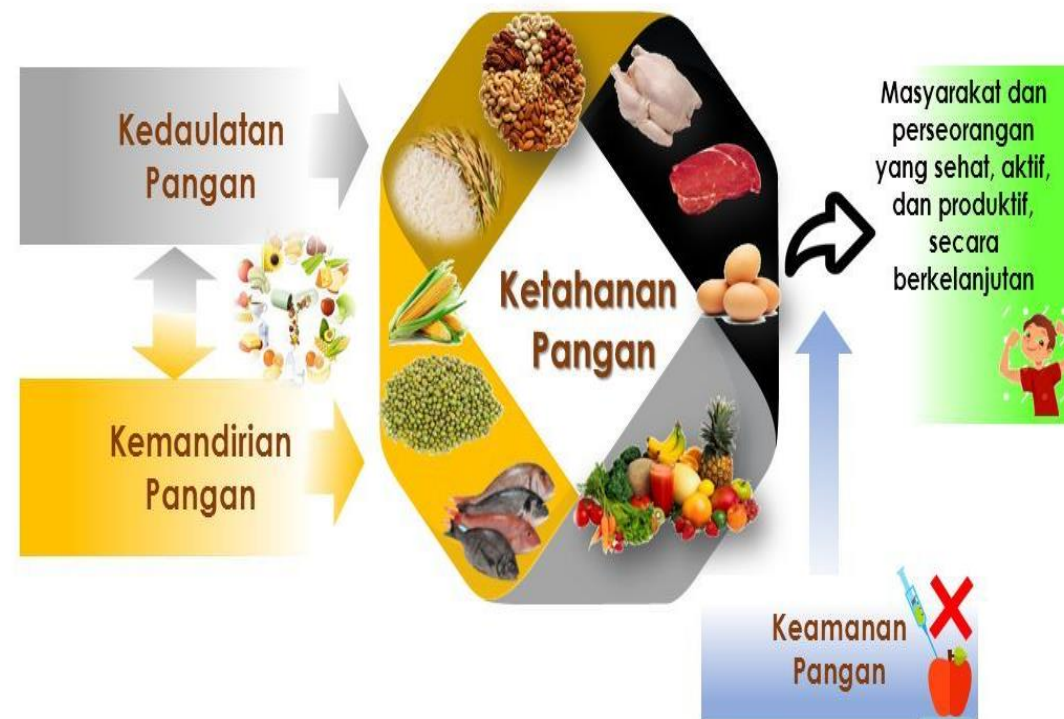 Kedaulatan
Pangan
Kemandirian
Pangan
Ketahanan
Pangan
Masyarakat dan
perseorangan
yang sehat, aktif,
dan produktif,
secara
berkelanjutan
Keamanan
Pangan